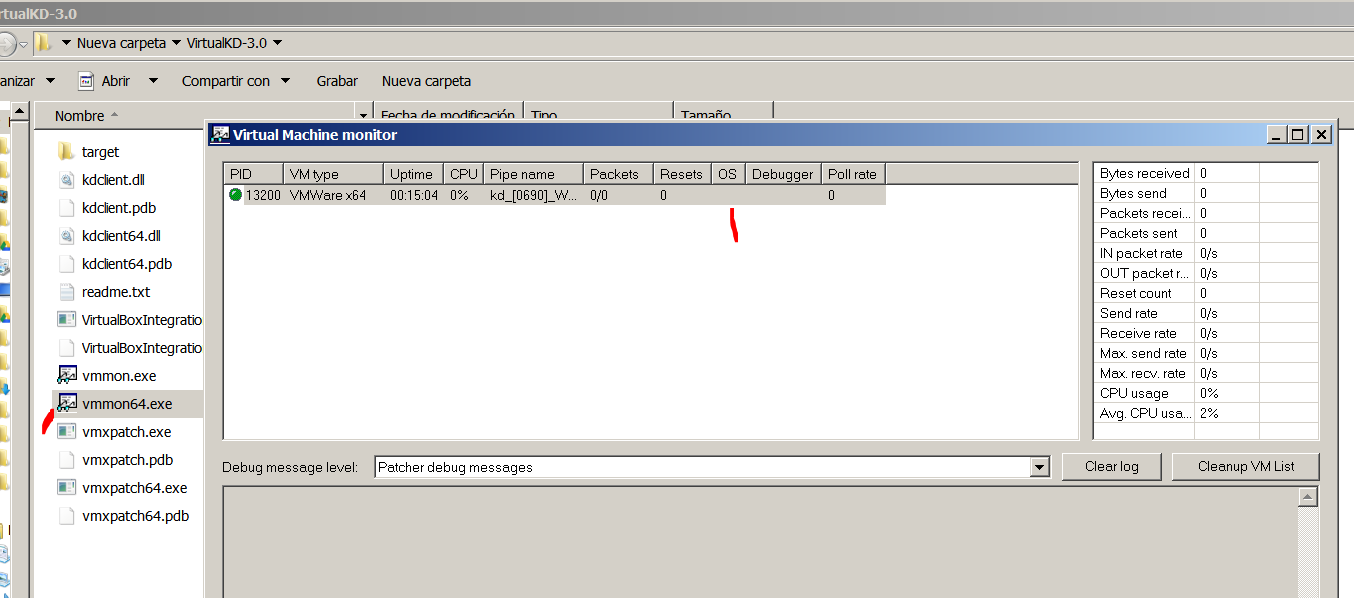 rtualKD-3.0
Nueva carpeta VirtualKD-3.0
anizar Abrir Compartir con Grabar Nueva carpeta
Nombre Fecha de modificación Tipo Tamaño
target
kdclient.dll
kdclient.pdb
kdclient64.dll
kdclient64.pdb
readme.txt
VirtualBoxIntegratio
VirtualBoxIntegratio
vmmon.exe
vmmon64.exe
vmxpatch.exe
vmxpatch.pdb
vmxpatch64.exe
vmxpatch64.pdb
Virtual Machine monitor
PID VM type Uptime CPU Pipe name Packets Resets OS Debugger Poll rate
13200 VMWare x64 00:15:04 0% kd_[0690]_W... 0/0 0 0
Bytes received 0
Bytes send 0
Packets recei... 0
Packets sent 0
IN packet rate 0/s
OUT packet r... 0/s
Reset count 0
Send rate 0/s
Receive rate 0/s
Max. send rate 0/s
Max. recv. rate 0/s
CPU usage 0%
Avg. CPU usa... 2%
Debug message level: Patcher debug messages Clear log Cleanup VM List